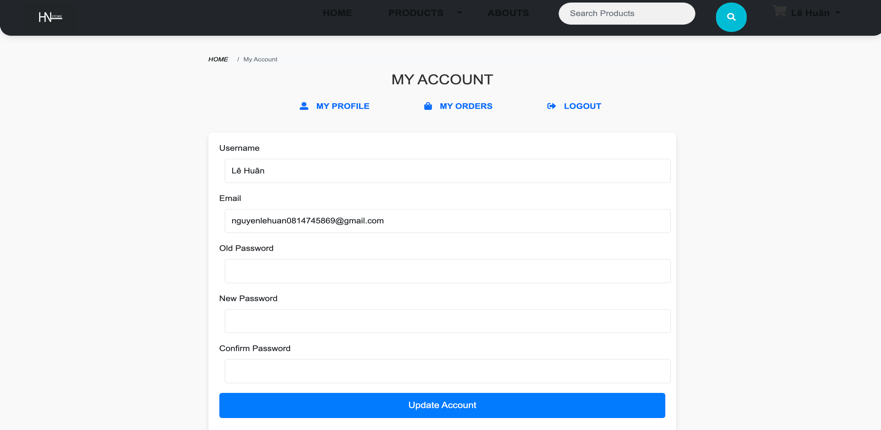 HN
HOME PRODUCTS ABOUTS Search Products Lê Huân
HOME / My Account
MY ACCOUNT
MY PROFILE MY ORDERS LOGOUT
Username
Lê Huân
Email
nguyenlehuan0814745869@gmail.com
Old Password
New Password
Confirm Password
Update Account